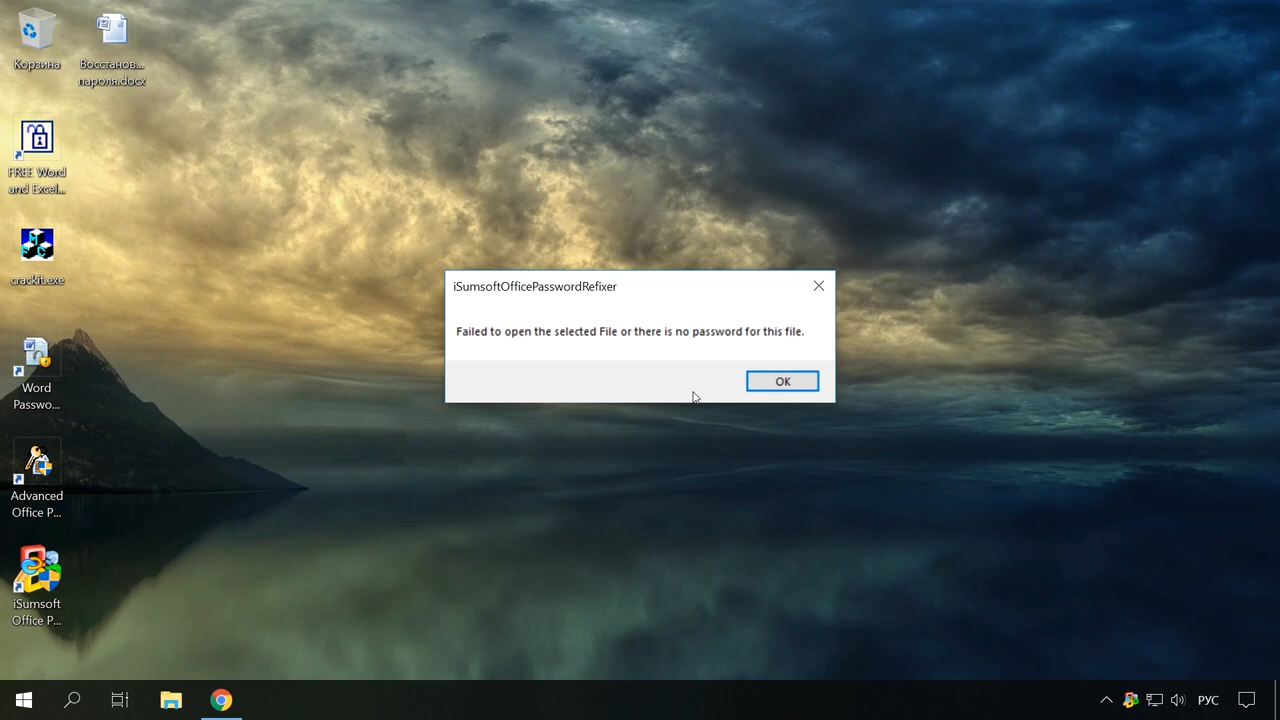 Корзина
Восстанов...
пароля.docx
FREE Word
and Excel...
crackit.exe
Word
Passwo...
Advanced
Office P...
iSumsoft
Office P...
iSumsoftOfficePasswordRefixer
Failed to open the selected File or there is no password for this file.
OK
РУС